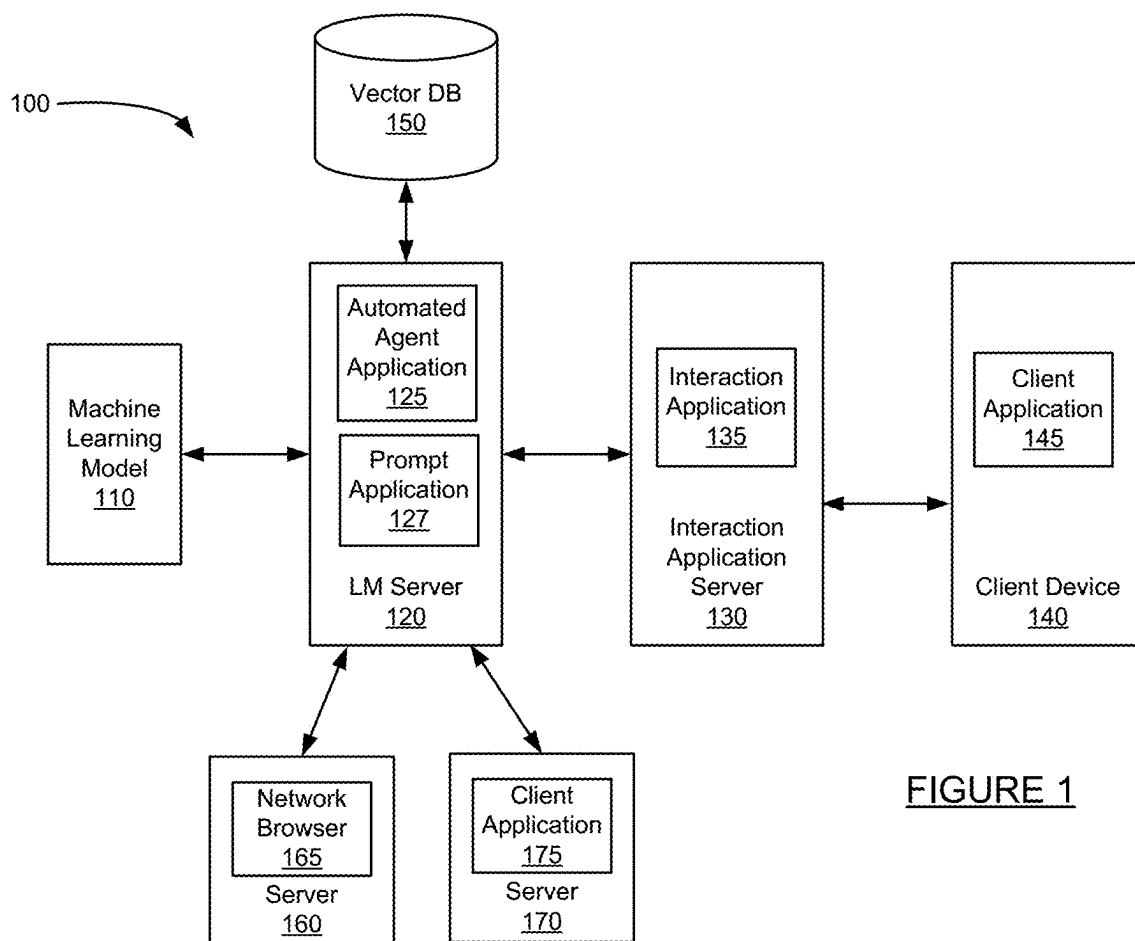 100
Vector DB
150
Machine
Learning
Model
110
Automated
Agent
Application
125
Prompt
Application
127
LM Server
120
Interaction
Application
135
Interaction
Application
Server
130
Client
Application
145
Client Device
140
Network
Browser
165
Server
160
Client
Application
175
Server
170
FIGURE 1